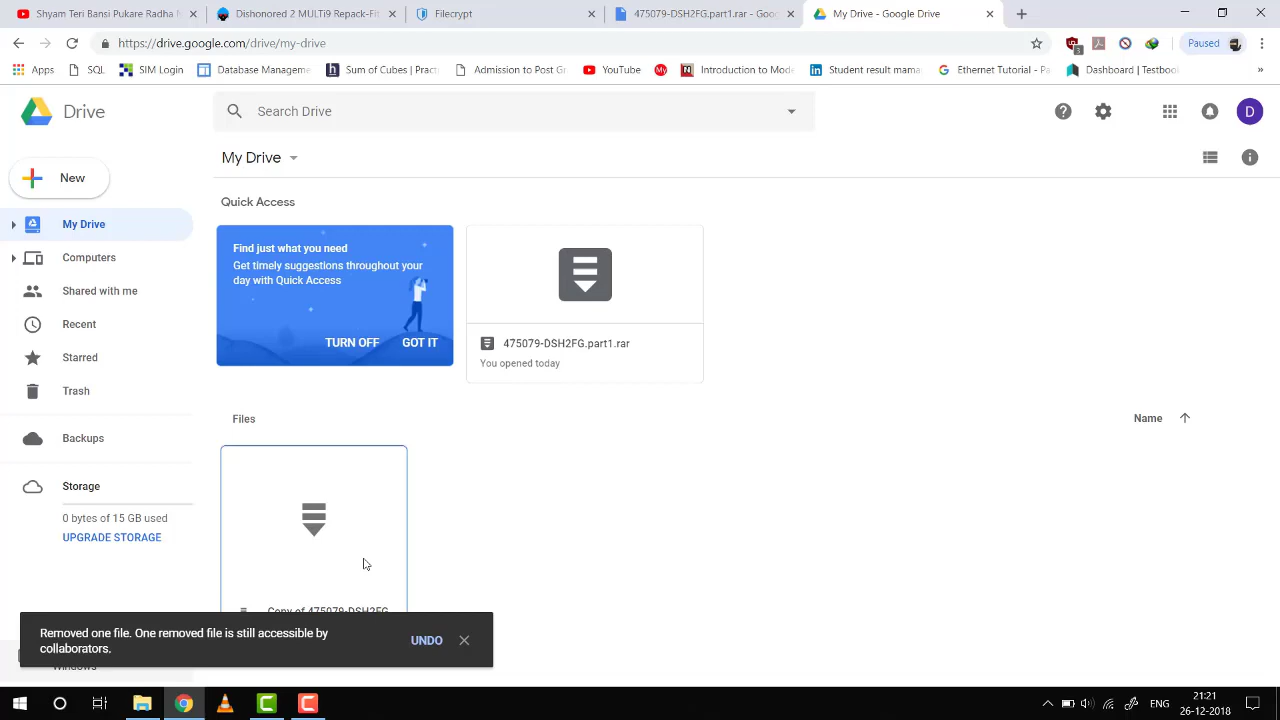 Shyam Teri Bansi Pukare Radha N
Dishonored 2 MULTi9 Repack-Fit
Filecrypt
475079-DSH2FG.part1.rar - Goog
My Drive - Google Drive
https://drive.google.com/drive/my-drive
3
Paused
Apps
SQL
SIM Login
Database Manageme
Sum of Cubes | Pract
Admission to Post Gr
YouTube
My
Introduction to Mode
Student result mana
Ethernet Tutorial - Pa
Dashboard | Testboo
»
Drive
Search Drive
D
New
My Drive
My Drive
Quick Access
Computers
Shared with me
Recent
Starred
Trash
Backups
Storage
0 bytes of 15 GB used
UPGRADE STORAGE
Find just what you need
Get timely suggestions throughout your
day with Quick Access
TURN OFF GOT IT
475079-DSH2FG.part1.rar
You opened today
Files
Name
Copy of 475079-DSH2FG
Removed one file. One removed file is still accessible by
collaborators.
UNDO
Windows
ENG
21:21
26-12-2018